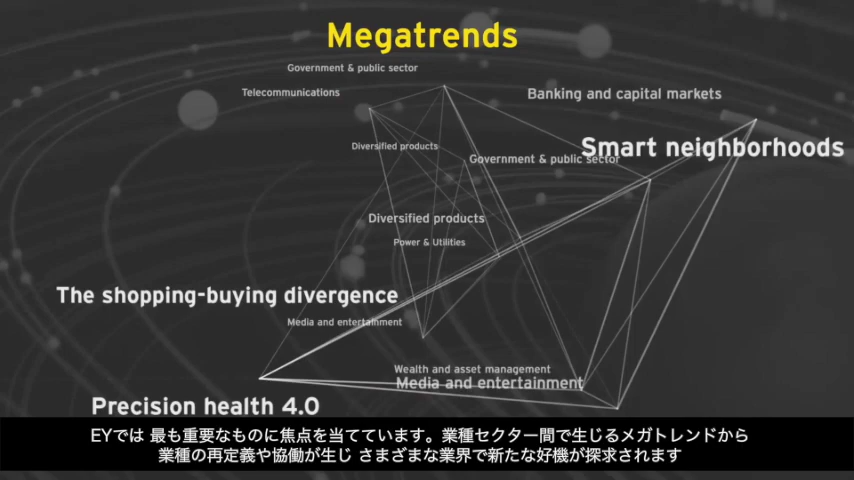 Megatrends
Government & public sector
Telecommunications
Banking and capital markets
Diversified products
Smart neighborhoods
Government & public sector
Diversified products
Power & Utilities
The shopping-buying divergence
Media and entertainment
Wealth and asset management
Media and entertainment
Precision health 4.0
EYでは 最も重要なものに焦点を当てています。業種セクター間で生じるメガトレンドから
業種の再定義や協働が生じ さまざまな業界で新たな好機が探求されます